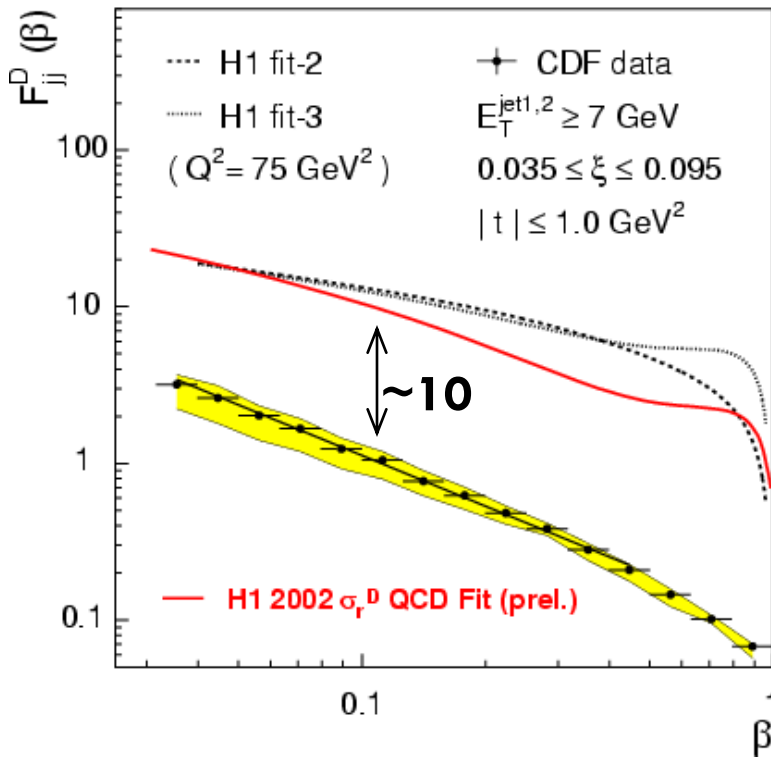 F_jj^D (β)
H1 fit-2
H1 fit-3
( Q² = 75 GeV² )
CDF data
E_T^jet1,2 ≥ 7 GeV
0.035 ≤ ξ ≤ 0.095
| t | ≤ 1.0 GeV²
100
10
1
0.1
~10
H1 2002 σ_r^D QCD Fit (prel.)
0.1
1
β